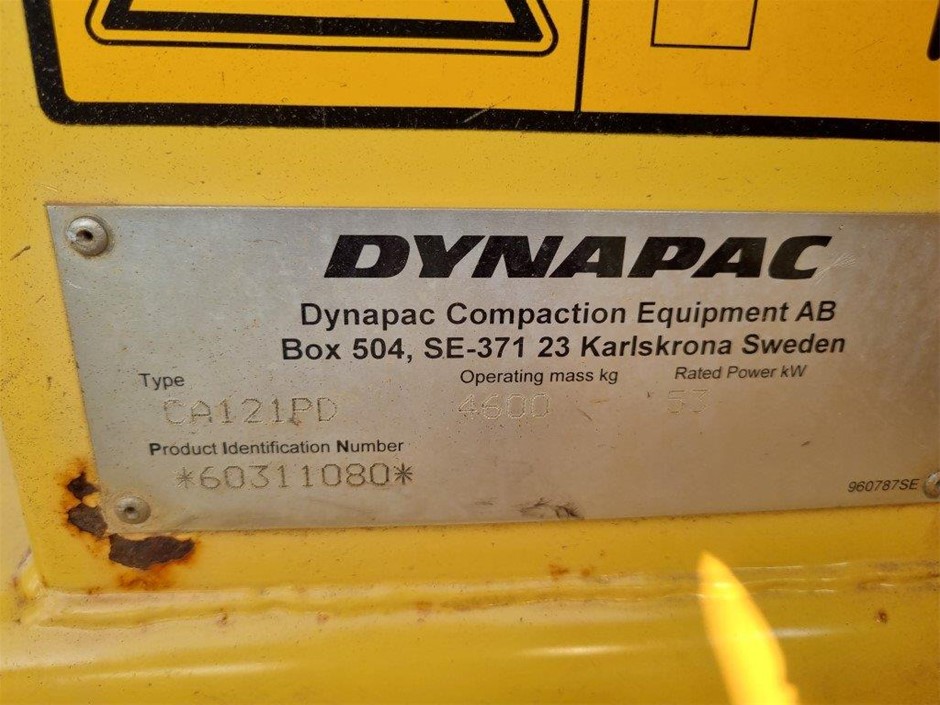 DYNAPAC
Dynapac Compaction Equipment AB
Box 504, SE-371 23 Karlskrona Sweden
Type Operating mass kg Rated Power kW
CA121PD 4600 53
Product Identification Number
*60311080*
960787SE